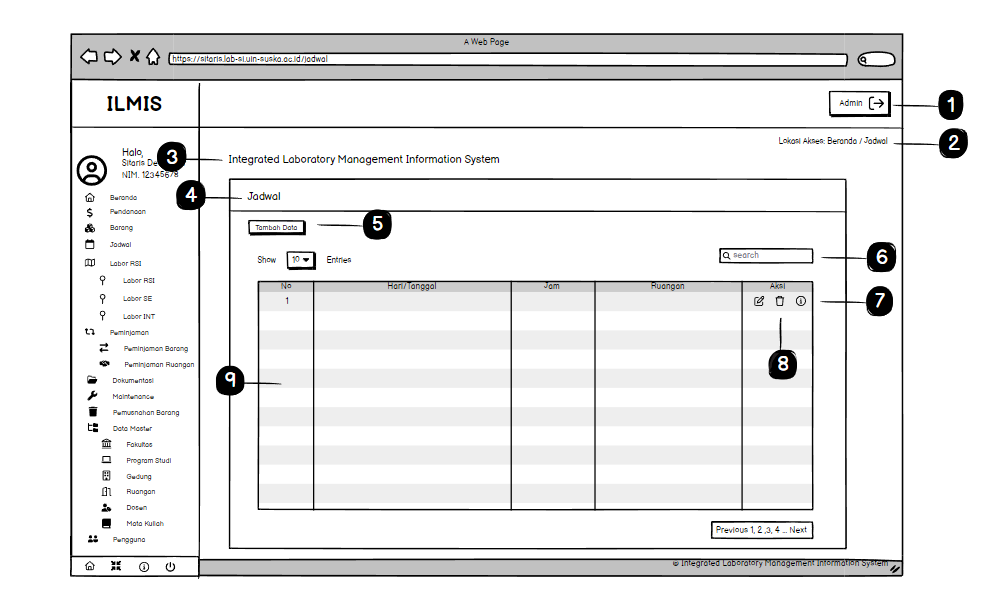 A Web Page
https://sitaris.lab-si.uin-suska.ac.id/jadwal
ILMIS
Admin
1
Lokasi Akses: Beranda / Jadwal
2
Halo,
Sitaris De
NIM. 12345678
3
Integrated Laboratory Management Information System
4
Jadwal
Beranda
Pendanaan
Barang
Jadwal
Labor RSI
Labor RSI
Labor SE
Labor INT
Peminjaman
Peminjaman Barang
Peminjaman Ruangan
Dokumentasi
Maintenance
Pemusnahan Barang
Data Master
Fakultas
Program Studi
Gedung
Ruangan
Dosen
Mata Kuliah
Pengguna
Tambah Data
5
Show 10 Entries
search
6
No Hari/Tanggal Jam Ruangan Aksi
1
7
8
9
Previous 1, 2 ,3, 4 ... Next
© Integrated Laboratory Management Information System